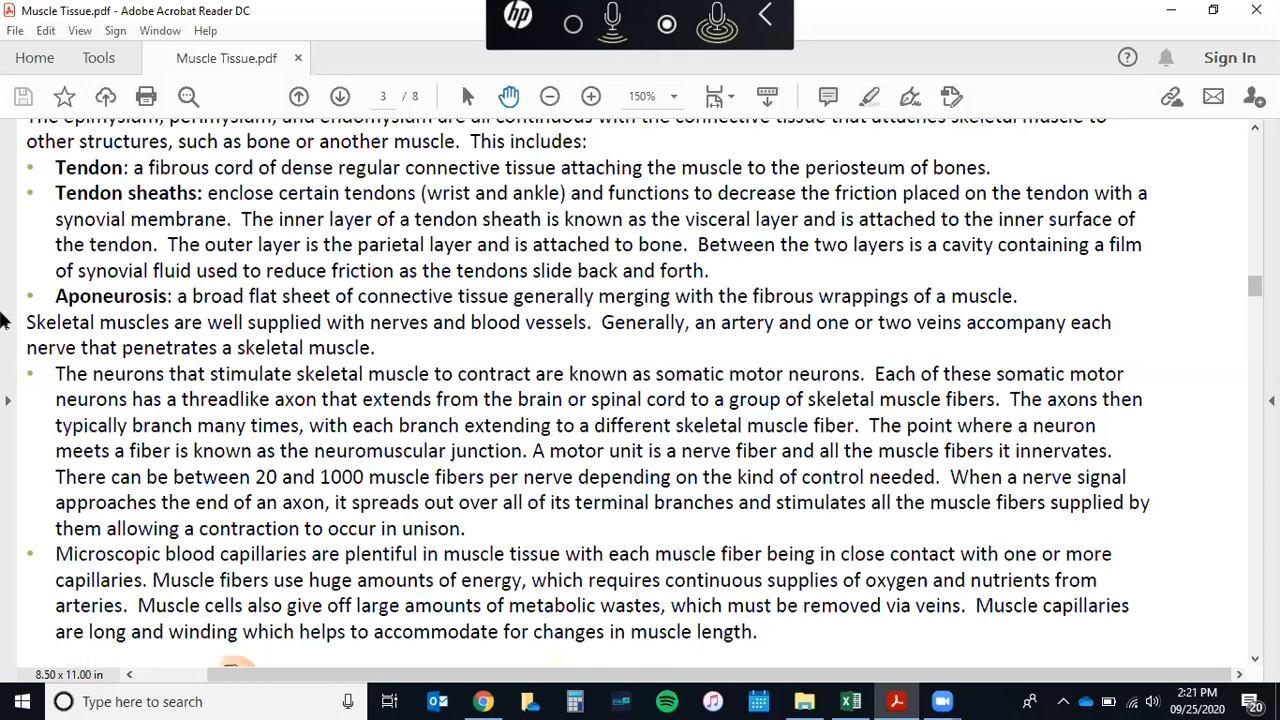 Muscle Tissue.pdf - Adobe Acrobat Reader DC
hp
File Edit View Sign Window Help
Home Tools Muscle Tissue.pdf × Sign In
3 / 8 150%
The epimysium, perimysium, and endomysium are all continuous with the connective tissue that attaches skeletal muscle to
other structures, such as bone or another muscle. This includes:
• Tendon: a fibrous cord of dense regular connective tissue attaching the muscle to the periosteum of bones.
• Tendon sheaths: enclose certain tendons (wrist and ankle) and functions to decrease the friction placed on the tendon with a
synovial membrane. The inner layer of a tendon sheath is known as the visceral layer and is attached to the inner surface of
the tendon. The outer layer is the parietal layer and is attached to bone. Between the two layers is a cavity containing a film
of synovial fluid used to reduce friction as the tendons slide back and forth.
• Aponeurosis: a broad flat sheet of connective tissue generally merging with the fibrous wrappings of a muscle.
Skeletal muscles are well supplied with nerves and blood vessels. Generally, an artery and one or two veins accompany each
nerve that penetrates a skeletal muscle.
• The neurons that stimulate skeletal muscle to contract are known as somatic motor neurons. Each of these somatic motor
neurons has a threadlike axon that extends from the brain or spinal cord to a group of skeletal muscle fibers. The axons then
typically branch many times, with each branch extending to a different skeletal muscle fiber. The point where a neuron
meets a fiber is known as the neuromuscular junction. A motor unit is a nerve fiber and all the muscle fibers it innervates.
There can be between 20 and 1000 muscle fibers per nerve depending on the kind of control needed. When a nerve signal
approaches the end of an axon, it spreads out over all of its terminal branches and stimulates all the muscle fibers supplied by
them allowing a contraction to occur in unison.
• Microscopic blood capillaries are plentiful in muscle tissue with each muscle fiber being in close contact with one or more
capillaries. Muscle fibers use huge amounts of energy, which requires continuous supplies of oxygen and nutrients from
arteries. Muscle cells also give off large amounts of metabolic wastes, which must be removed via veins. Muscle capillaries
are long and winding which helps to accommodate for changes in muscle length.
8.50 x 11.00 in
Type here to search
2:21 PM
09/25/2020
20